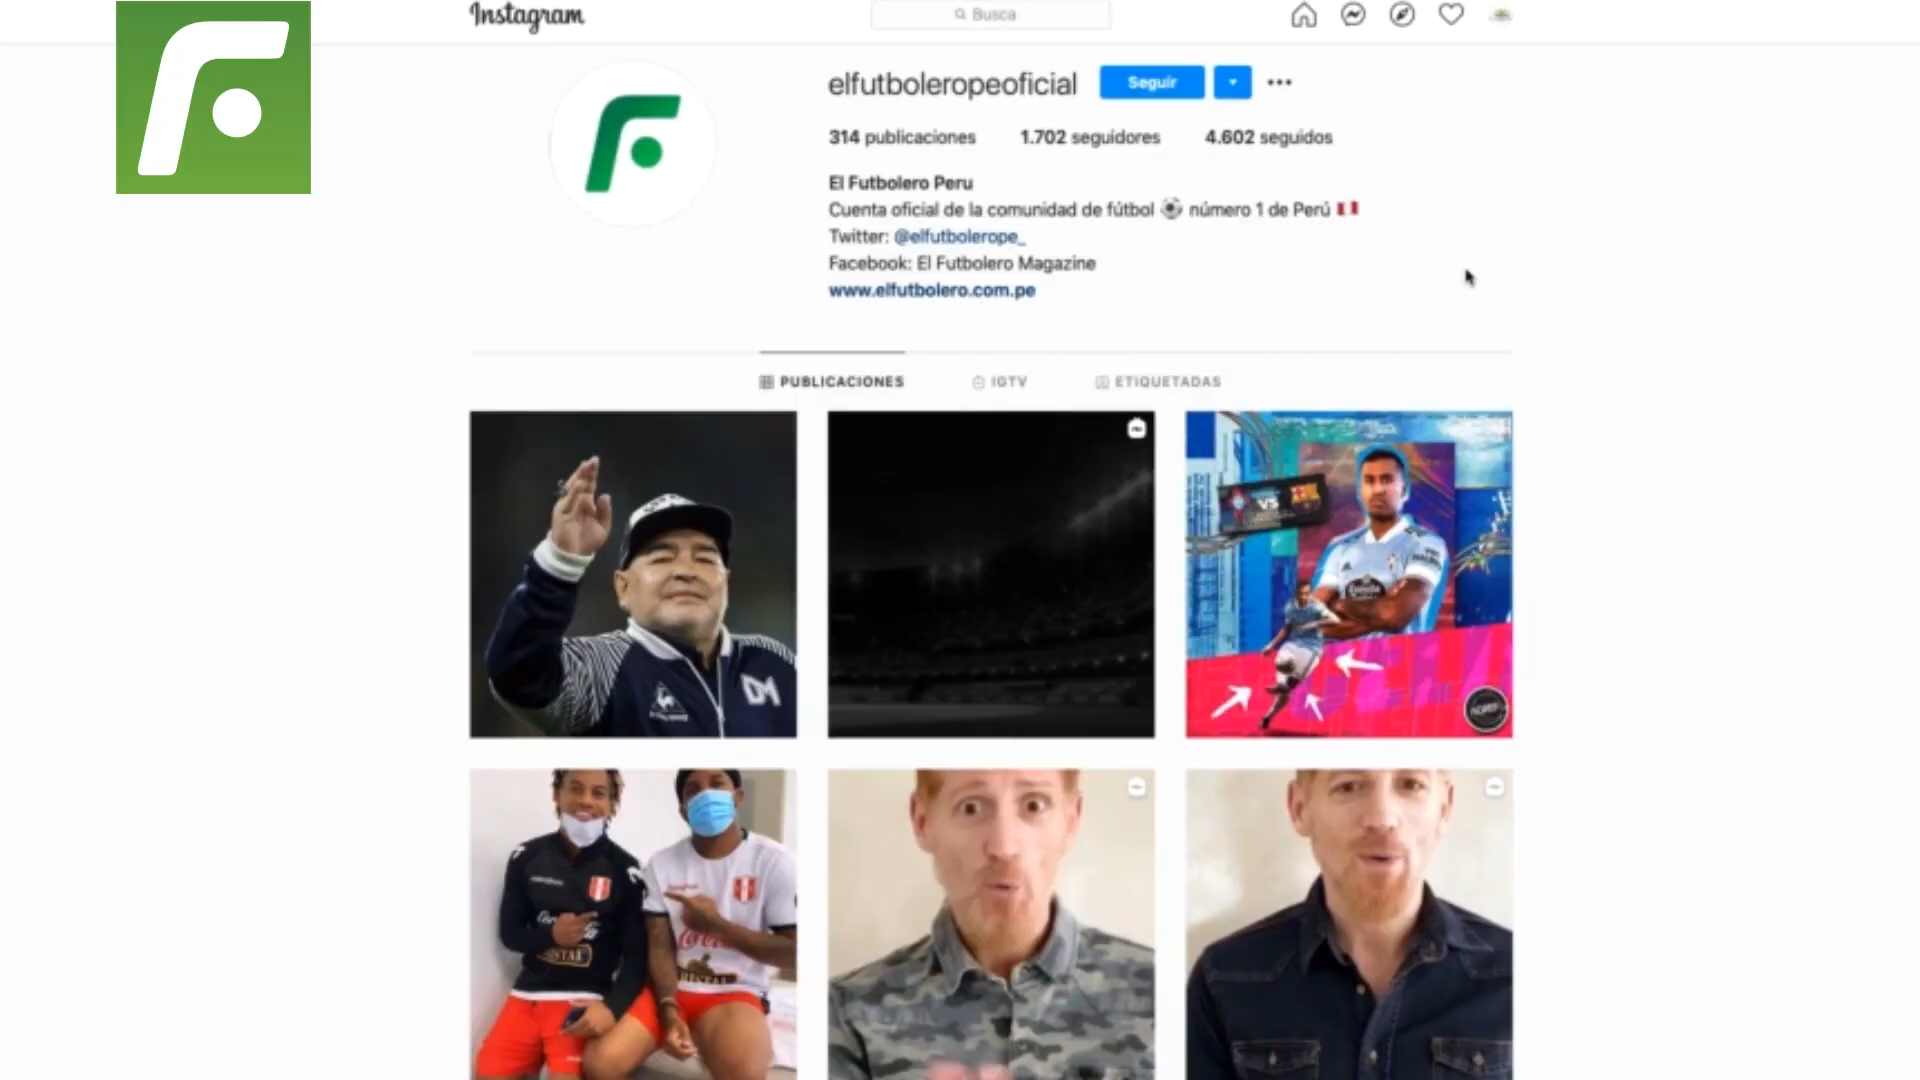 Instagram
Busca
elfutboleropeoficial
Seguir
314 publicaciones
1.702 seguidores
4.602 seguidos
El Futbolero Peru
Cuenta oficial de la comunidad de fútbol ⚽ número 1 de Perú 🇵🇪
Twitter: @elfutbolerope_
Facebook: El Futbolero Magazine
www.elfutbolero.com.pe
PUBLICACIONES
IGTV
ETIQUETADAS
VS
DM